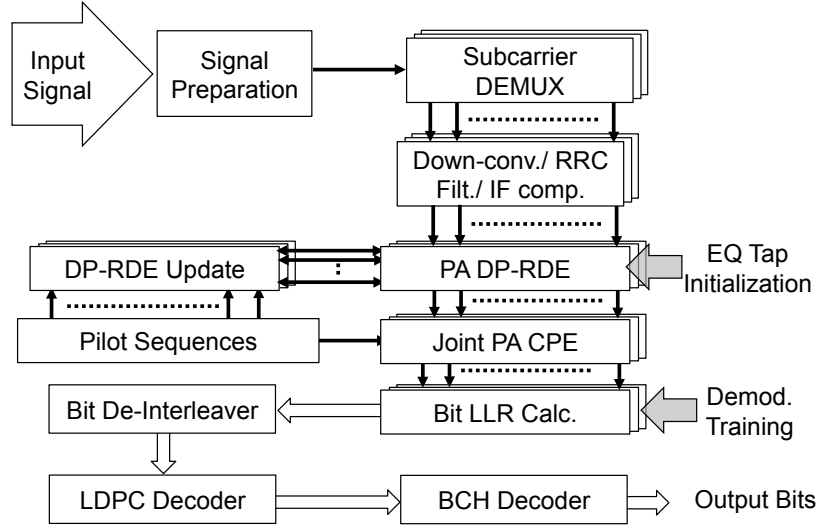 Input
Signal
Signal
Preparation
Subcarrier
DEMUX
Down-conv./ RRC
Filt./ IF comp.
DP-RDE Update
PA DP-RDE
EQ Tap
Initialization
Pilot Sequences
Joint PA CPE
Bit De-Interleaver
Bit LLR Calc.
Demod.
Training
LDPC Decoder
BCH Decoder
Output Bits